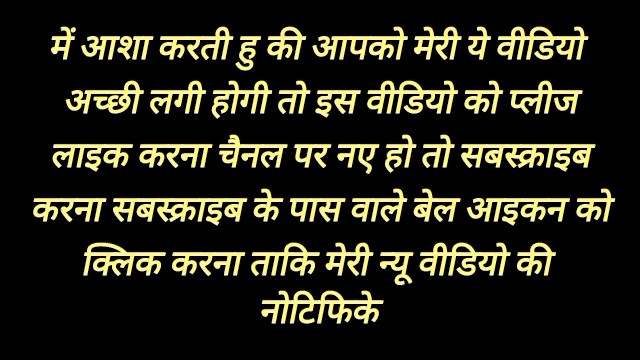 में आशा करती हु की आपको मेरी ये वीडियो
अच्छी लगी होगी तो इस वीडियो को प्लीज
लाइक करना चैनल पर नए हो तो सबस्क्राइब
करना सबस्क्राइब के पास वाले बेल आइकन को
क्लिक करना ताकि मेरी न्यू वीडियो की
नोटिफिके